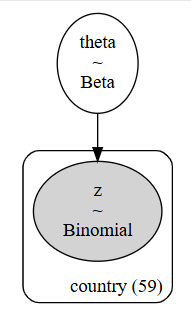 theta
~
Beta
z
~
Binomial
country (59)